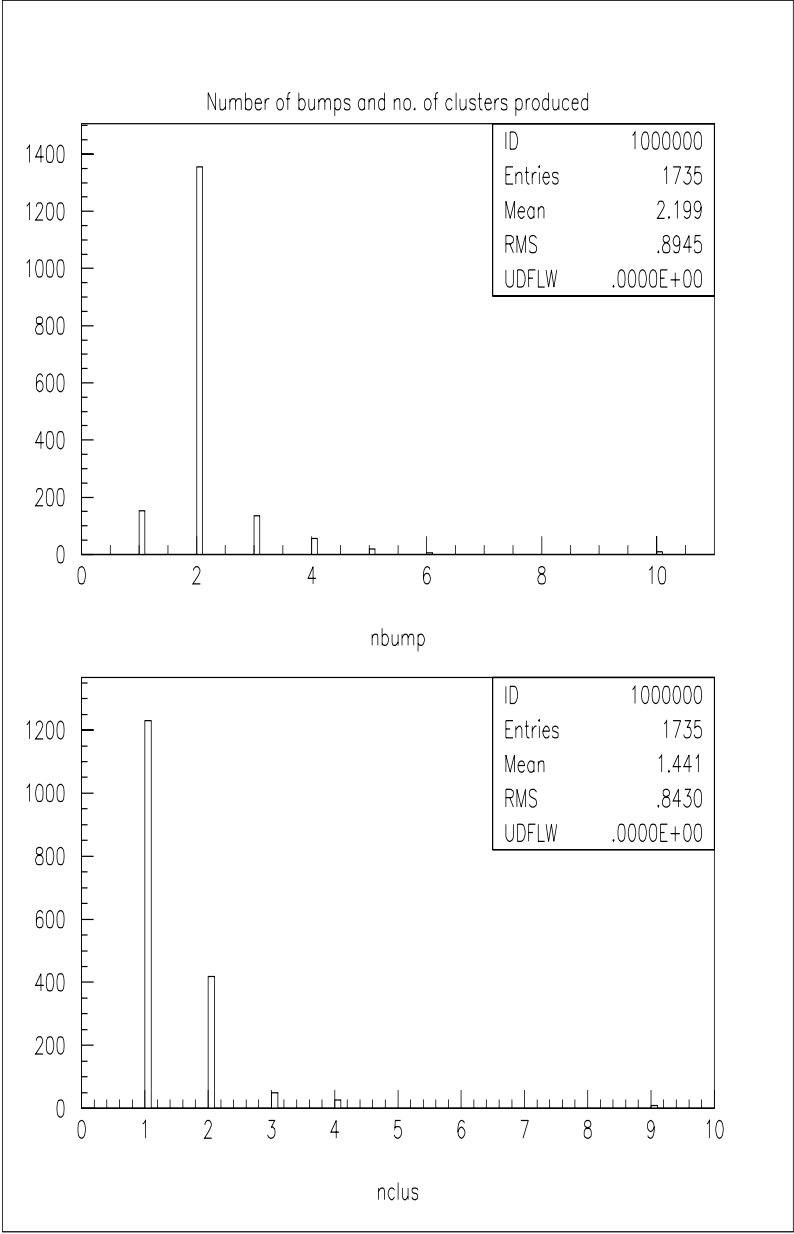 Number of bumps and no. of clusters produced
ID 1000000
Entries 1735
Mean 2.199
RMS .8945
UDFLW .0000E+00
1400
1200
1000
800
600
400
200
0
0 2 4 6 8 10
nbump
ID 1000000
Entries 1735
Mean 1.441
RMS .8430
UDFLW .0000E+00
1200
1000
800
600
400
200
0
0 1 2 3 4 5 6 7 8 9 10
nclus